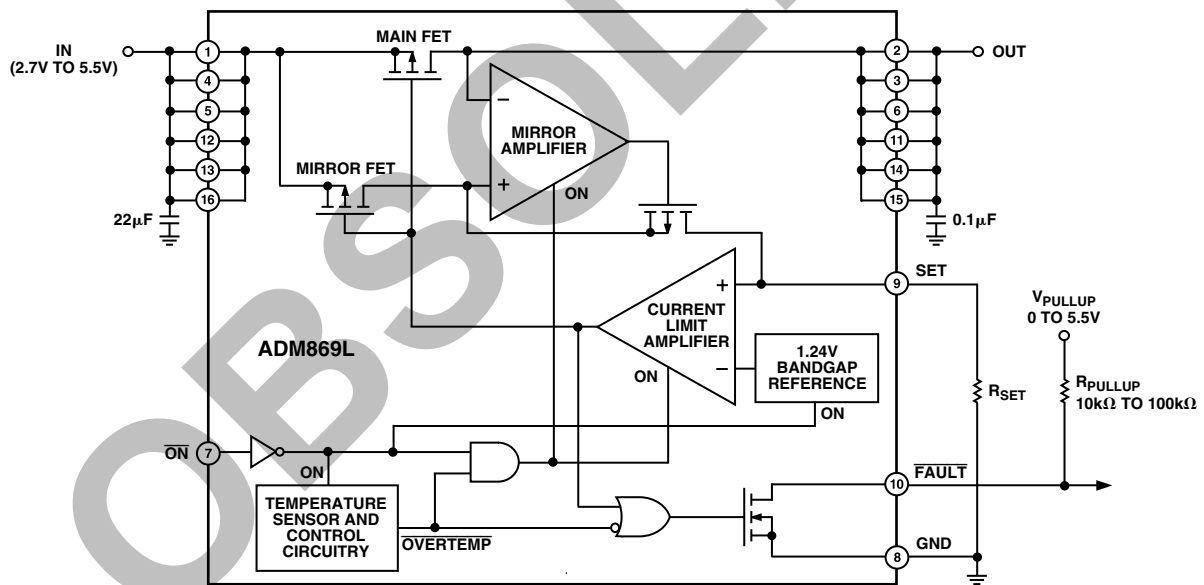 OBSOLETE
MAIN FET
IN
(2.7V TO 5.5V)
1
4
5
12
13
16
22µF
MIRROR FET
MIRROR
AMPLIFIER
−
+
ON
2
3
6
11
14
15
OUT
0.1µF
SET
9
+
CURRENT
LIMIT
AMPLIFIER
−
ON
1.24V
BANDGAP
REFERENCE
ON
VPULLUP
0 TO 5.5V
RSET
RPULLUP
10kΩ TO 100kΩ
ADM869L
ON
7
ON
TEMPERATURE
SENSOR AND
CONTROL
CIRCUITRY
OVERTEMP
10
FAULT
8
GND